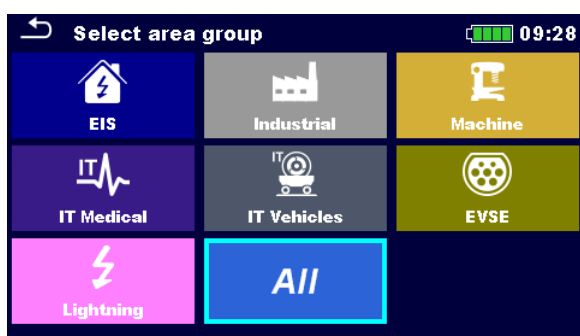 Select area group
09:28
EIS
Industrial
Machine
IT
IT Medical
IT
IT Vehicles
EVSE
Lightning
All